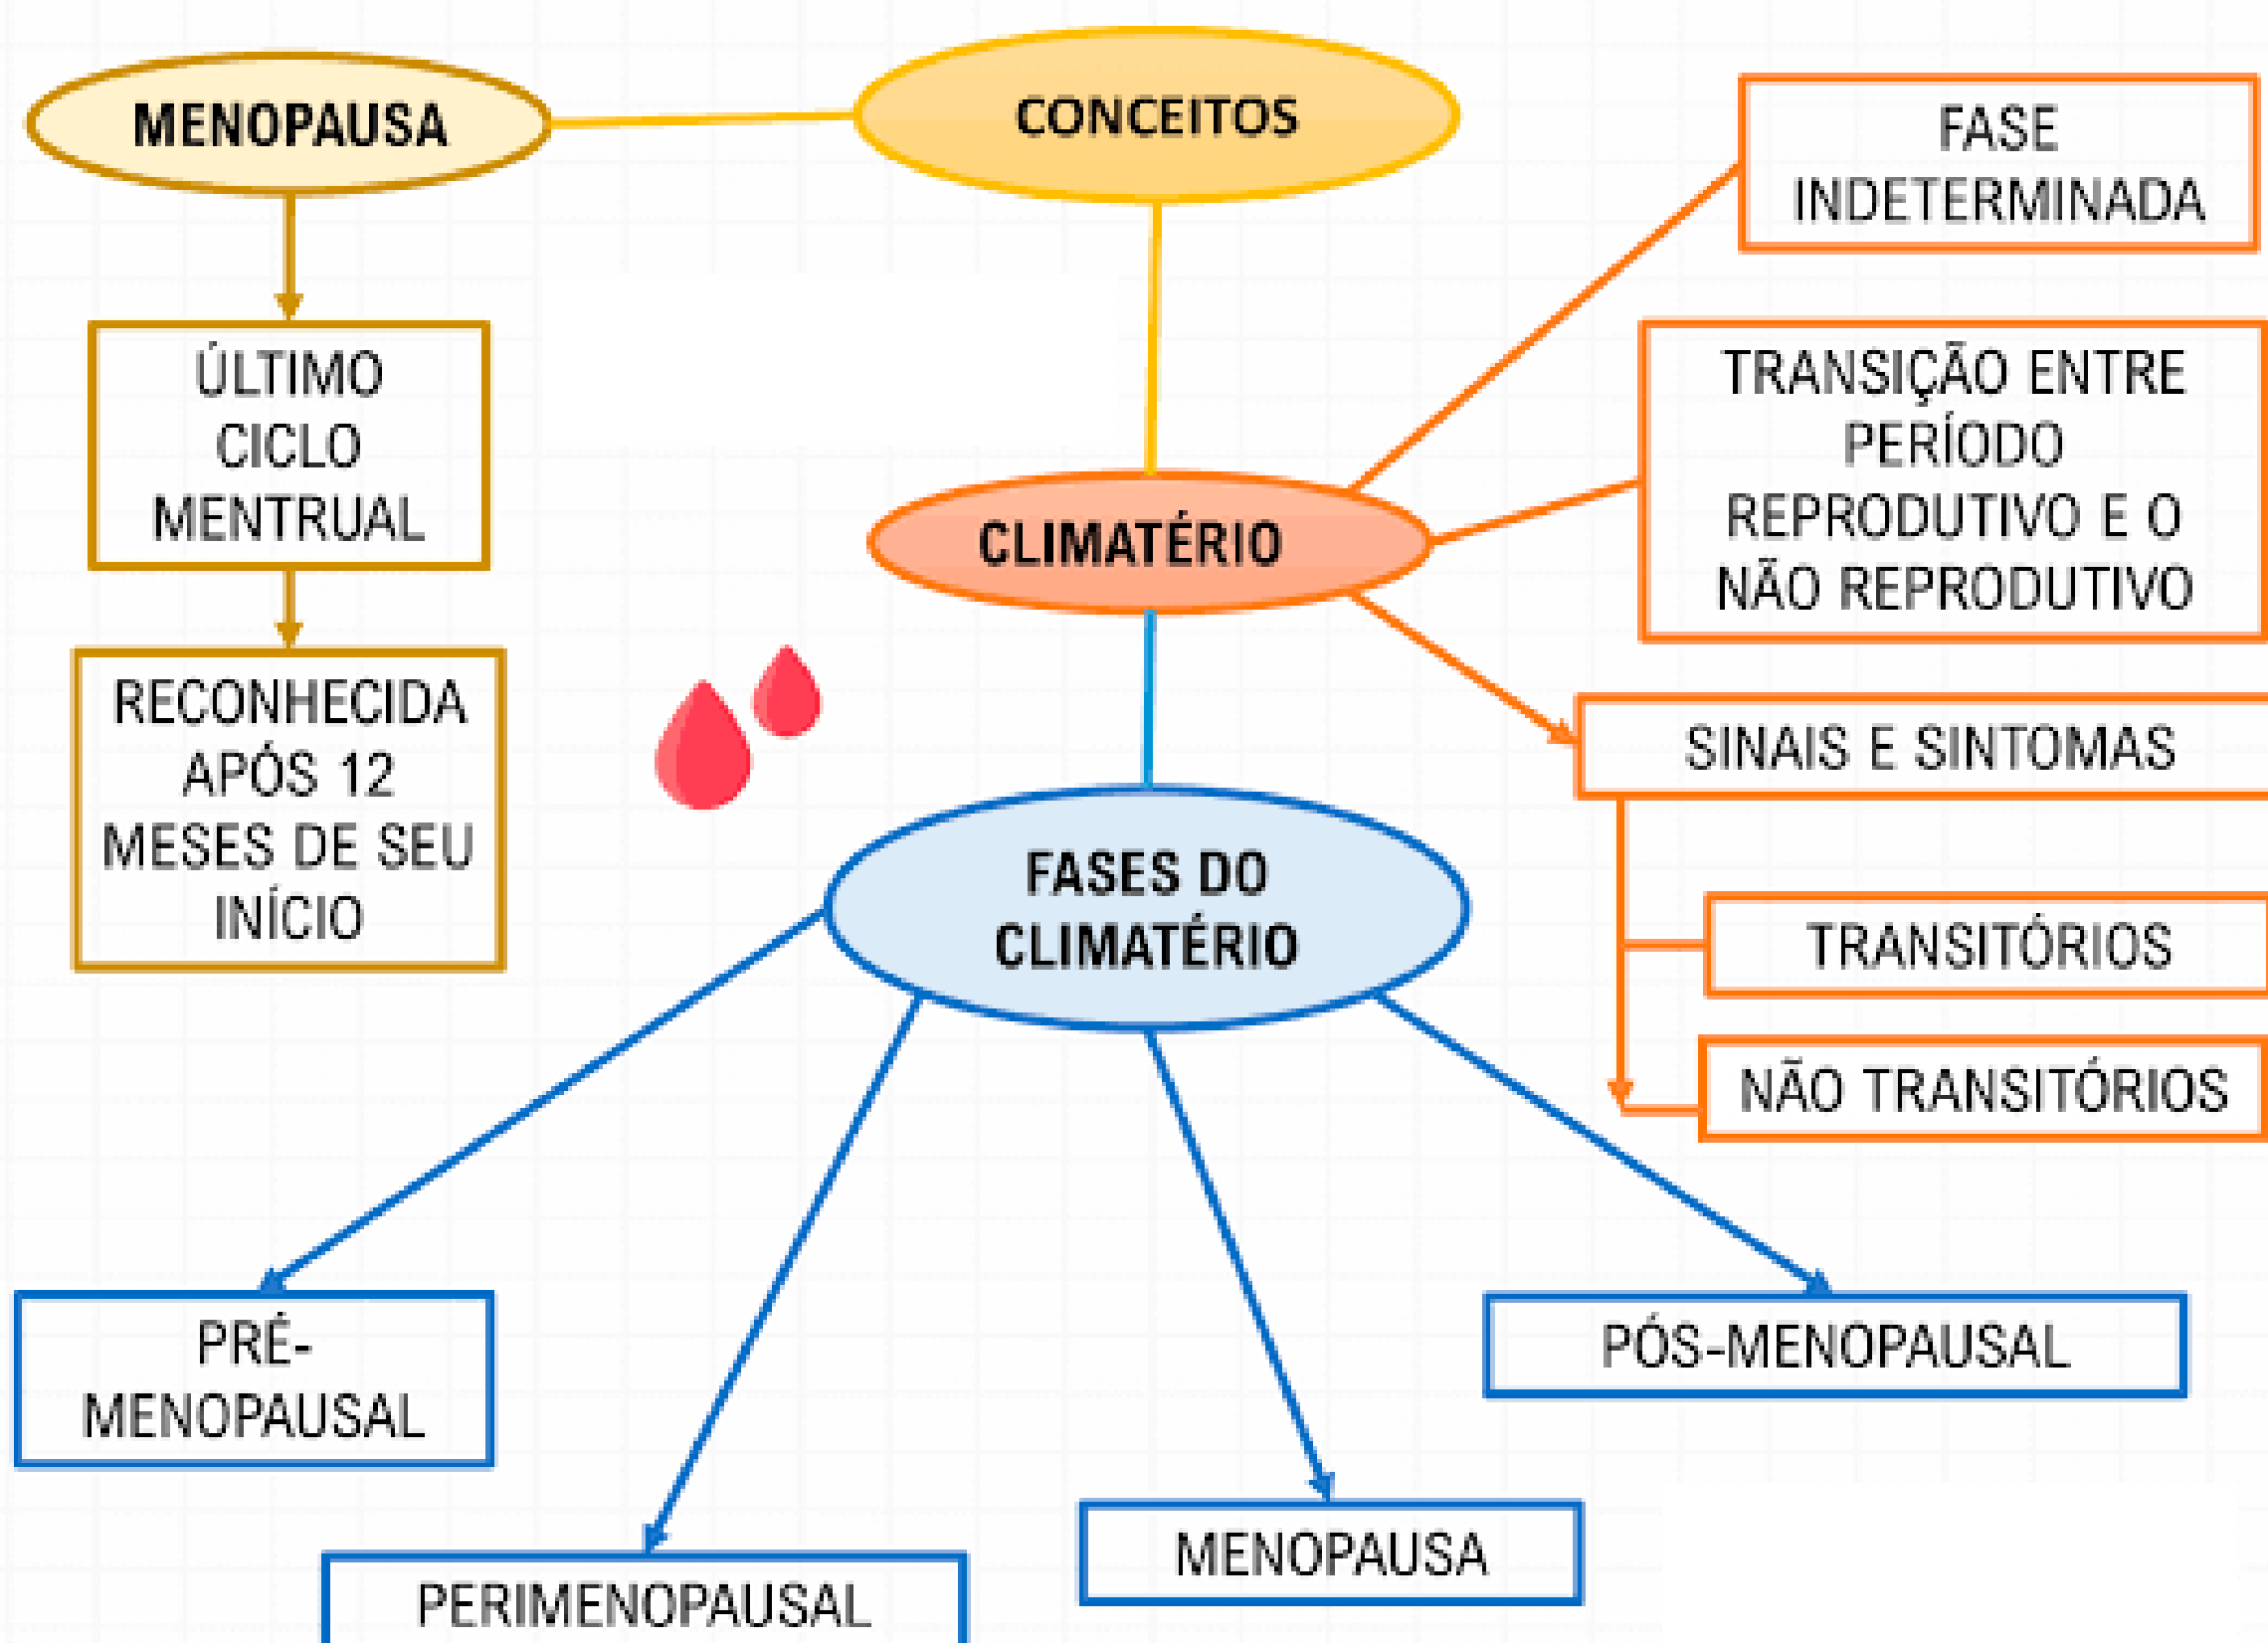 MENOPAUSA
CONCEITOS
FASE
INDETERMINADA
ÚLTIMO
CICLO
MENTRUAL
TRANSIÇÃO ENTRE
PERÍODO
REPRODUTIVO E O
NÃO REPRODUTIVO
CLIMATÉRIO
RECONHECIDA
APÓS 12
MESES DE SEU
INÍCIO
SINAIS E SINTOMAS
TRANSITÓRIOS
NÃO TRANSITÓRIOS
FASES DO
CLIMATÉRIO
PRÉ-
MENOPAUSAL
PERIMENOPAUSAL
MENOPAUSA
PÓS-MENOPAUSAL